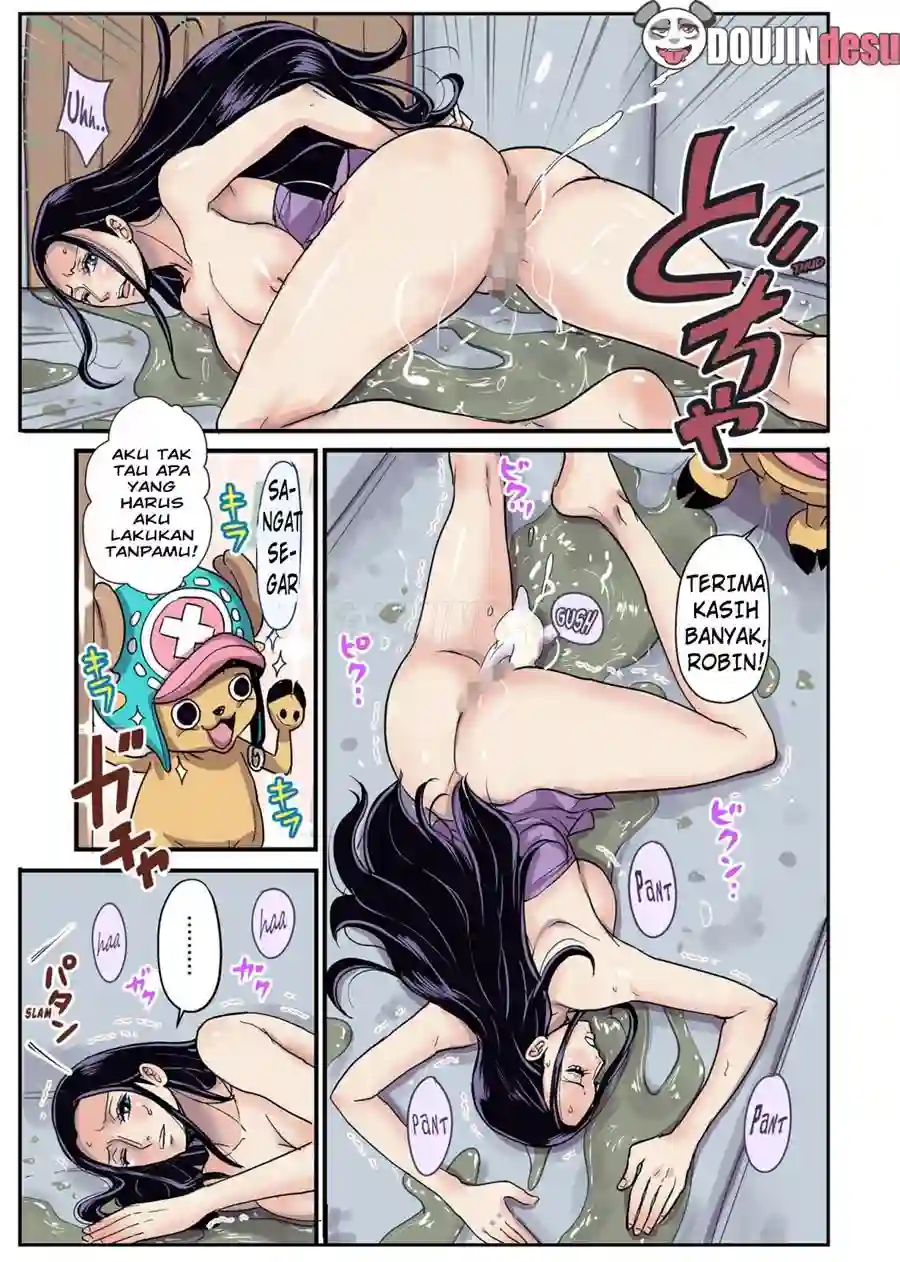 DOUJINdesu
Uhh..
どちゃ
THUD
AKU TAK
TAU APA
YANG
HARUS
AKU
LAKUKAN
TANPAMU!
SA-
NGAT
SE-
GAR
キラ
キラ
キラ
ガチャ
ビクッ
GUSH
TERIMA
KASIH
BANYAK,
ROBIN!
ピク…
ビクン…
PANT
PANT
PANT
haa
haa
.........
ガク
ガク
パタン
SLAM